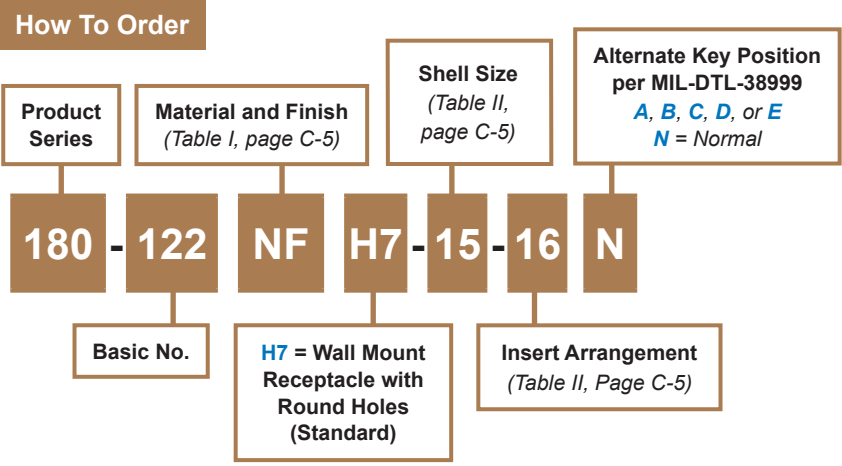 How To Order
Product
Series
Material and Finish
(Table I, page C-5)
Shell Size
(Table II,
page C-5)
Alternate Key Position
per MIL-DTL-38999
A, B, C, D, or E
N = Normal
180 - 122 NF H7 - 15 - 16 N
Basic No.
H7 = Wall Mount
Receptacle with
Round Holes
(Standard)
Insert Arrangement
(Table II, Page C-5)